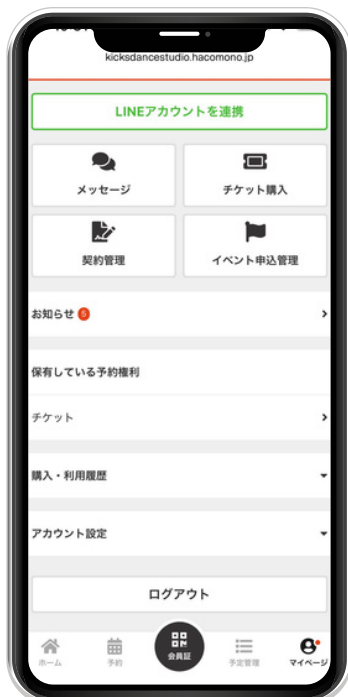 kicksdancestudio.hacomono.jp
LINEアカウントを連携
メッセージ
チケット購入
契約管理
イベント申込管理
お知らせ 5
保有している予約権利
チケット
購入・利用履歴
アカウント設定
ログアウト
ホーム
予約
会員証
予定管理
マイページ